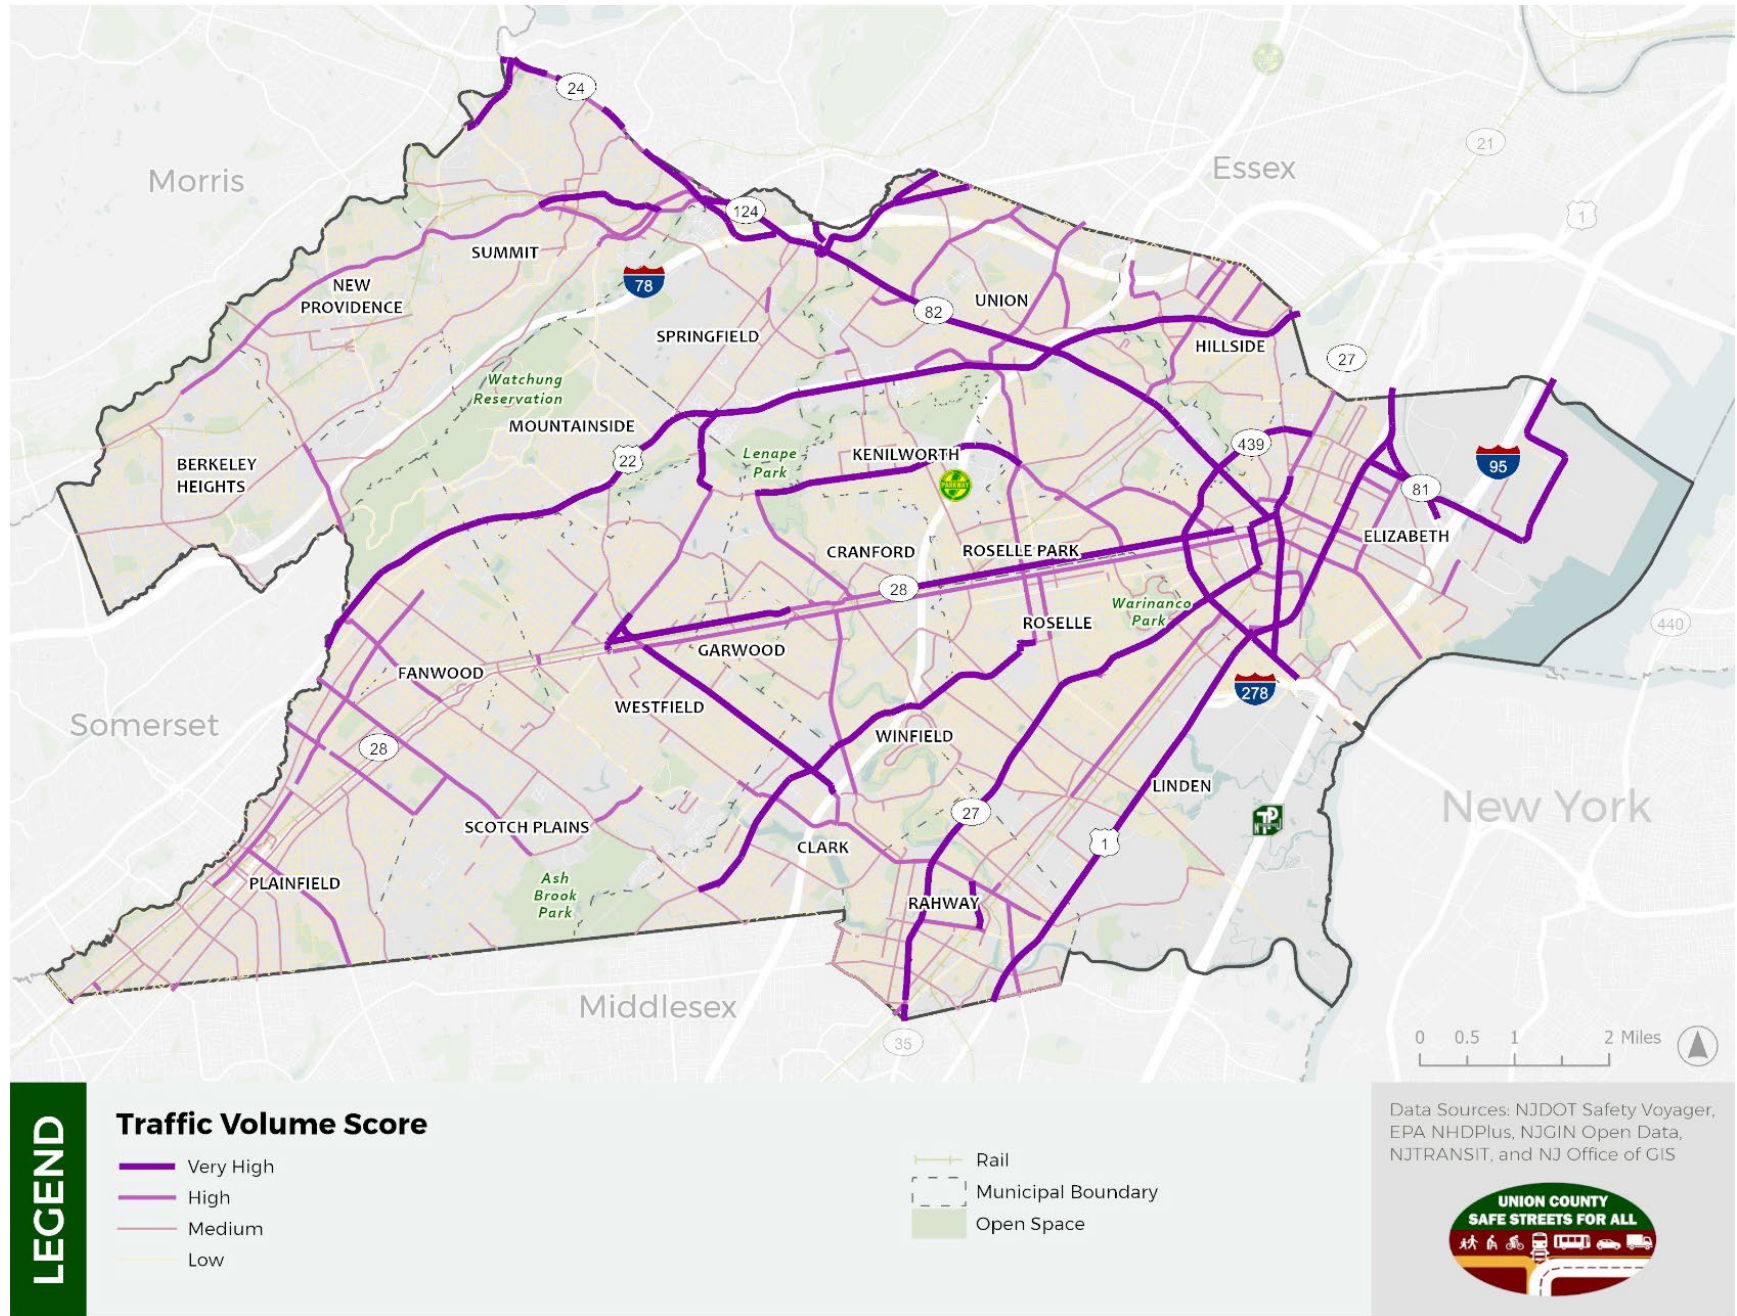 24
21
Morris
Essex
124
1
SUMMIT
78
NEW
PROVIDENCE
UNION
82
SPRINGFIELD
HILLSIDE
27
Watchung
Reservation
MOUNTAINSIDE
22
Lenape
Park
KENILWORTH
PARKWAY
439
95
BERKELEY
HEIGHTS
81
ELIZABETH
CRANFORD
ROSELLE PARK
28
Warinanco
Park
ROSELLE
440
GARWOOD
FANWOOD
278
WESTFIELD
Somerset
WINFIELD
28
LINDEN
New York
27
SCOTCH PLAINS
1
CLARK
PLAINFIELD
Ash
Brook
Park
RAHWAY
Middlesex
35
0 0.5 1 2 Miles
LEGEND
Traffic Volume Score
Very High
High
Medium
Low
Rail
Municipal Boundary
Open Space
Data Sources: NJDOT Safety Voyager,
EPA NHDPlus, NJGIN Open Data,
NJTRANSIT, and NJ Office of GIS
UNION COUNTY
SAFE STREETS FOR ALL